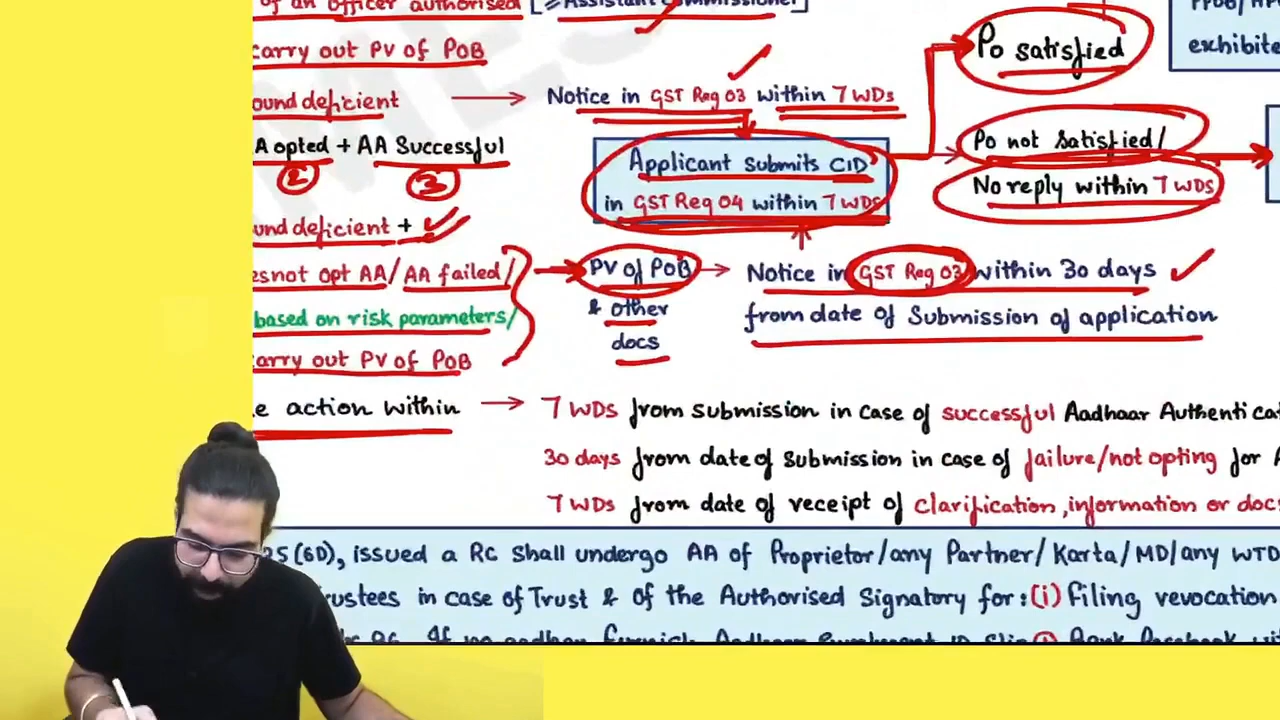 of an officer authorised [≥ Assistant Commissioner]
carry out PV of PoB
Po satisfied
exhibite
ound deficient → Notice in GST Reg 03 within 7 WDs
A opted + AA Successful
② ③
Applicant submits CID
in GST Reg 04 within 7 WDs
Po not satisfied/
No reply within 7 WDs
und deficient +
esnot opt AA/ AA failed/
based on risk parameters/
carry out PV of PoB
PV of PoB
& other
docs
Notice in GST Reg 03 within 30 days
from date of Submission of application
e action within → 7 WDs from submission in case of successful Aadhaar Authenticat
30 days from date of submission in case of failure/not opting for A
7 WDs from date of receipt of clarification, information or docs
25(6D), issued a RC shall undergo AA of Proprietor/any Partner/Karta/MD/any WTD
rustees in case of Trust & of the Authorised Signatory for: (i) Filing revocation